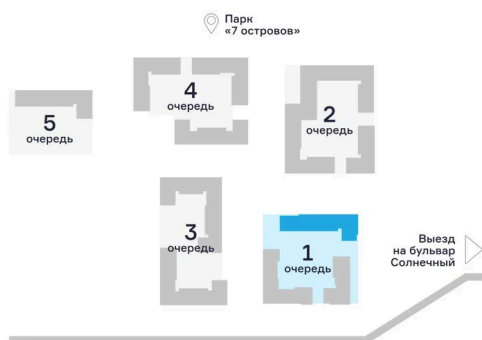 Парк
«7 островов»
4
очередь
2
очередь
5
очередь
3
очередь
1
очередь
Выезд
на бульвар
Солнечный